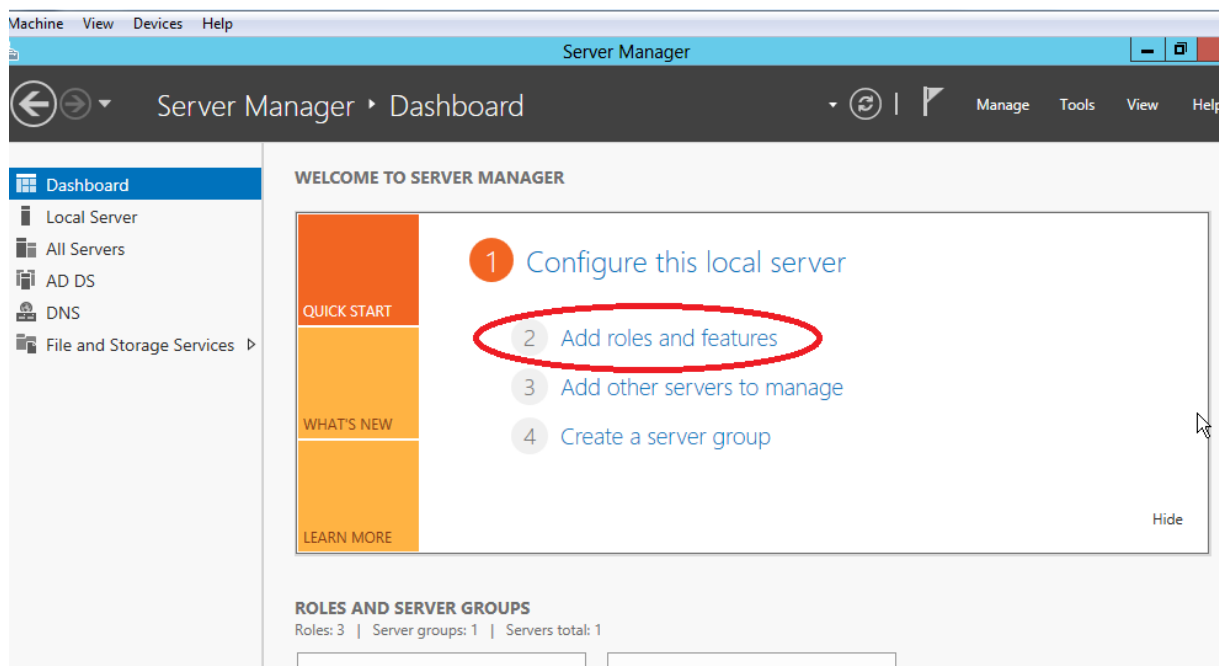 Machine View Devices Help
Server Manager
Server Manager Dashboard
Manage Tools View Help
Dashboard
Local Server
All Servers
AD DS
DNS
File and Storage Services
WELCOME TO SERVER MANAGER
QUICK START
WHAT'S NEW
LEARN MORE
1 Configure this local server
2 Add roles and features
3 Add other servers to manage
4 Create a server group
Hide
ROLES AND SERVER GROUPS
Roles: 3 | Server groups: 1 | Servers total: 1